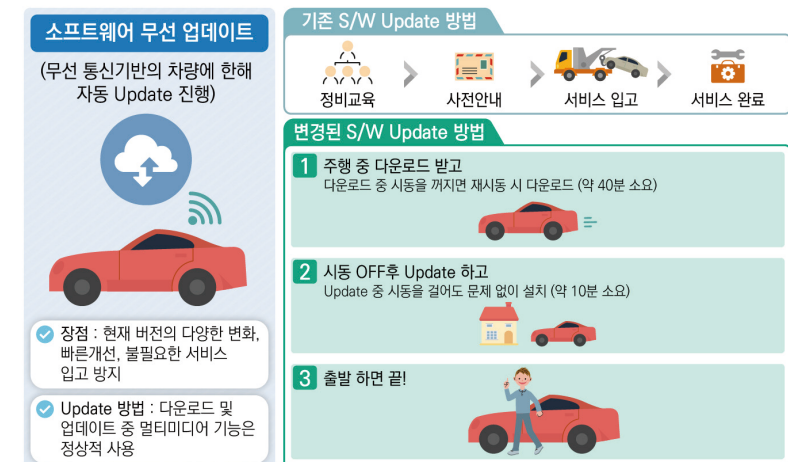 소프트웨어 무선 업데이트
(무선 통신기반의 차량에 한해
자동 Update 진행)
장점 : 현재 버전의 다양한 변화,
빠른개선, 불필요한 서비스
입고 방지
Update 방법 : 다운로드 및
업데이트 중 멀티미디어 기능은
정상적 사용
기존 S/W Update 방법
정비교육
사전안내
서비스 입고
서비스 완료
변경된 S/W Update 방법
1 주행 중 다운로드 받고
다운로드 중 시동을 꺼지면 재시동 시 다운로드 (약 40분 소요)
2 시동 OFF후 Update 하고
Update 중 시동을 걸어도 문제 없이 설치 (약 10분 소요)
3 출발 하면 끝!